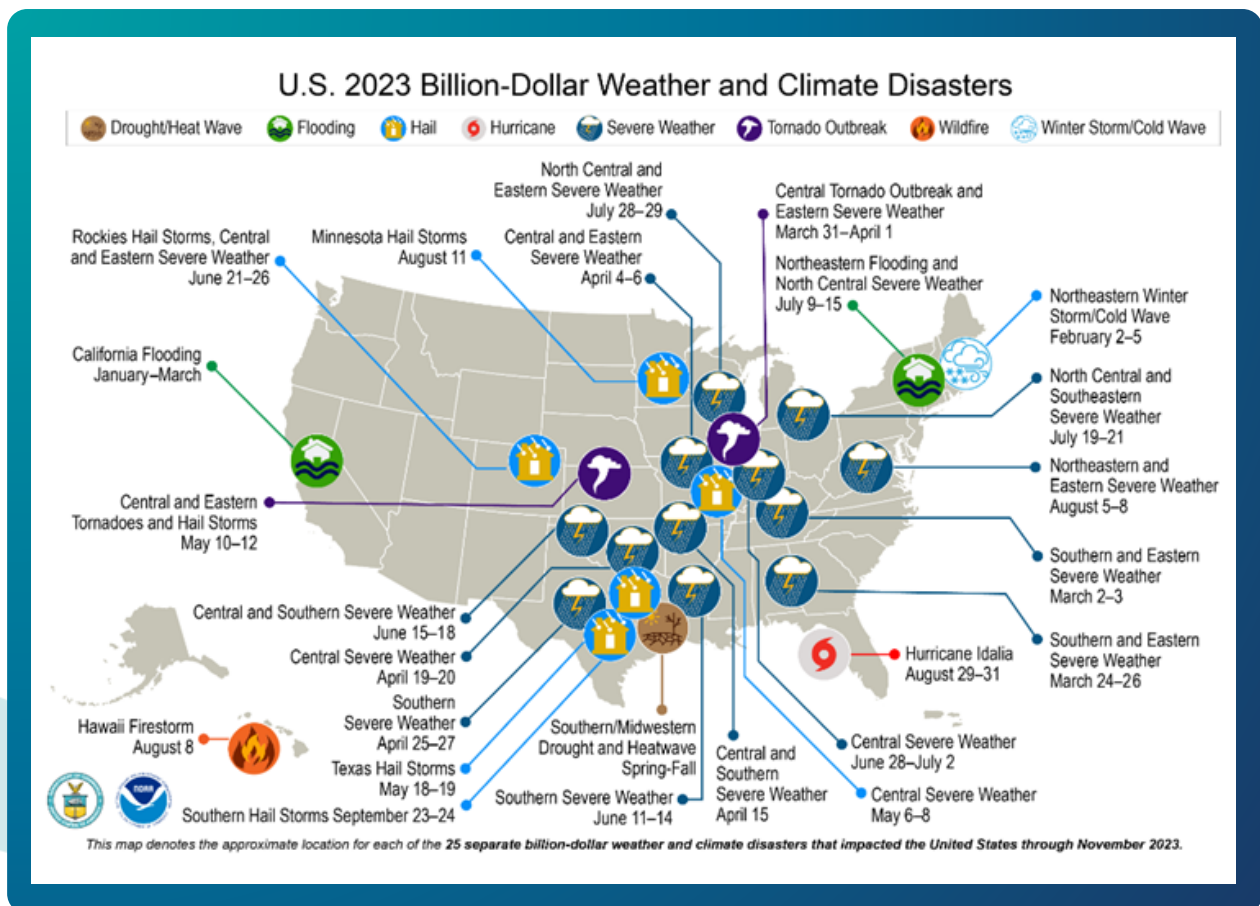 U.S. 2023 Billion-Dollar Weather and Climate Disasters
Drought/Heat Wave
Flooding
Hail
Hurricane
Severe Weather
Tornado Outbreak
Wildfire
Winter Storm/Cold Wave
North Central and
Eastern Severe Weather
July 28–29
Central Tornado Outbreak and
Eastern Severe Weather
March 31–April 1
Rockies Hail Storms, Central
and Eastern Severe Weather
June 21–26
Minnesota Hail Storms
August 11
Central and Eastern
Severe Weather
April 4–6
Northeastern Flooding and
North Central Severe Weather
July 9–15
Northeastern Winter
Storm/Cold Wave
February 2–5
California Flooding
January–March
North Central and
Southeastern
Severe Weather
July 19–21
Northeastern and
Eastern Severe Weather
August 5–8
Central and Eastern
Tornadoes and Hail Storms
May 10–12
Southern and Eastern
Severe Weather
March 2–3
Central and Southern Severe Weather
June 15–18
Southern and Eastern
Severe Weather
March 24–26
Central Severe Weather
April 19–20
Hurricane Idalia
August 29–31
Southern
Severe Weather
April 25–27
Hawaii Firestorm
August 8
Southern/Midwestern
Drought and Heatwave
Spring-Fall
Central and
Southern
Severe Weather
April 15
Central Severe Weather
June 28–July 2
Texas Hail Storms
May 18–19
Southern Severe Weather
June 11–14
Central Severe Weather
May 6–8
Southern Hail Storms September 23–24
NOAA
This map denotes the approximate location for each of the 25 separate billion-dollar weather and climate disasters that impacted the United States through November 2023.